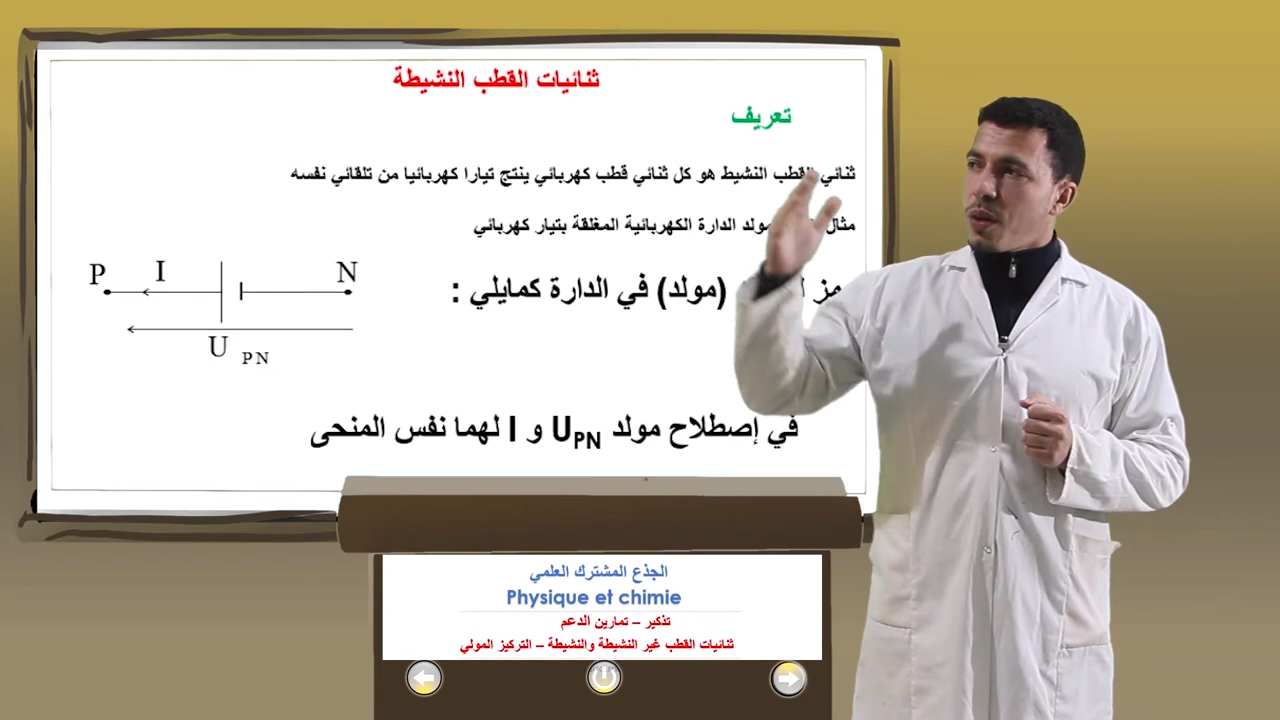 ثنائيات القطب النشيطة
تعريف
ثنائي القطب النشيط هو كل ثنائي قطب كهربائي ينتج تيارا كهربائيا من تلقائي نفسه
مثال مولد الدارة الكهربائية المغلقة بتيار كهربائي
(مولد) في الدارة كمايلي :
P I N
U PN
في إصطلاح مولد UPN و I لهما نفس المنحى
الجذع المشترك العلمي
Physique et chimie
تذكير – تمارين الدعم
ثنائيات القطب غير النشيطة والنشيطة – التركيز المولي